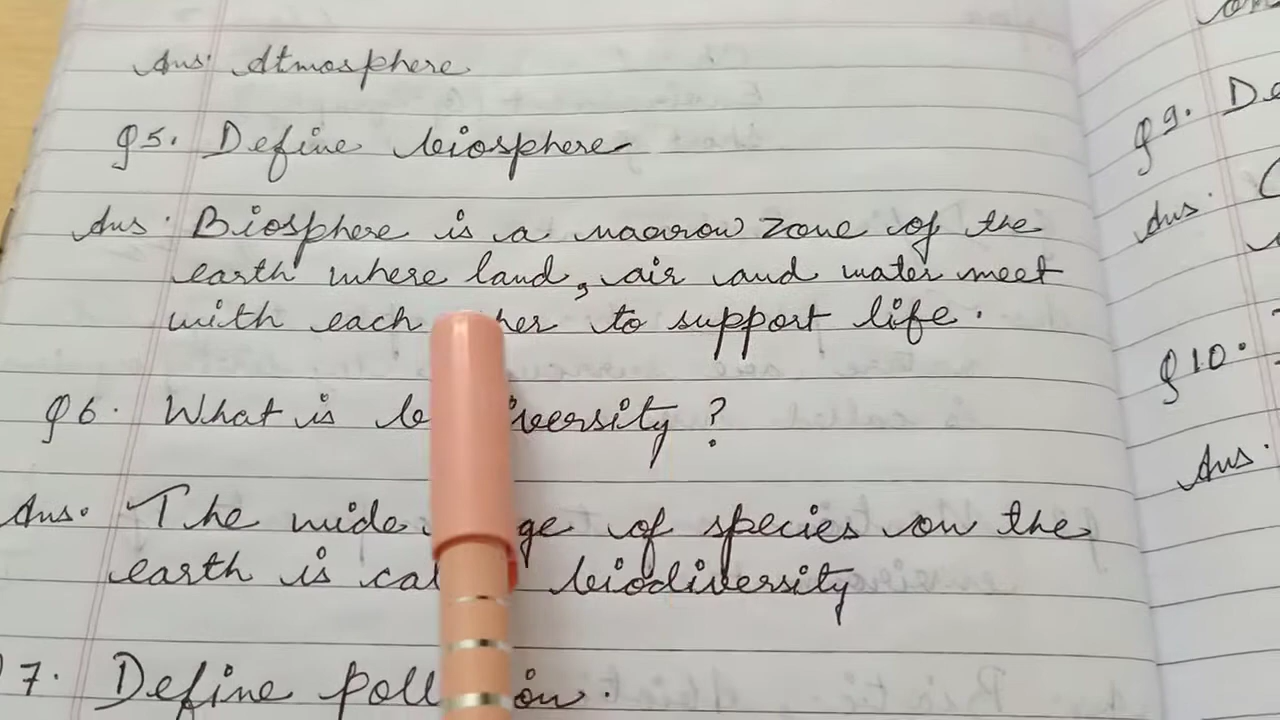 Ans. Atmosphere
Q5. Define biosphere
Ans. Biosphere is a narrow zone of the
earth where land, air and water meet
with each to support life.
Q6. What is ?
Ans. The wide of species on the
earth is biodiversity
7. Define
Q9.
Ans.
Q10.
Ans.